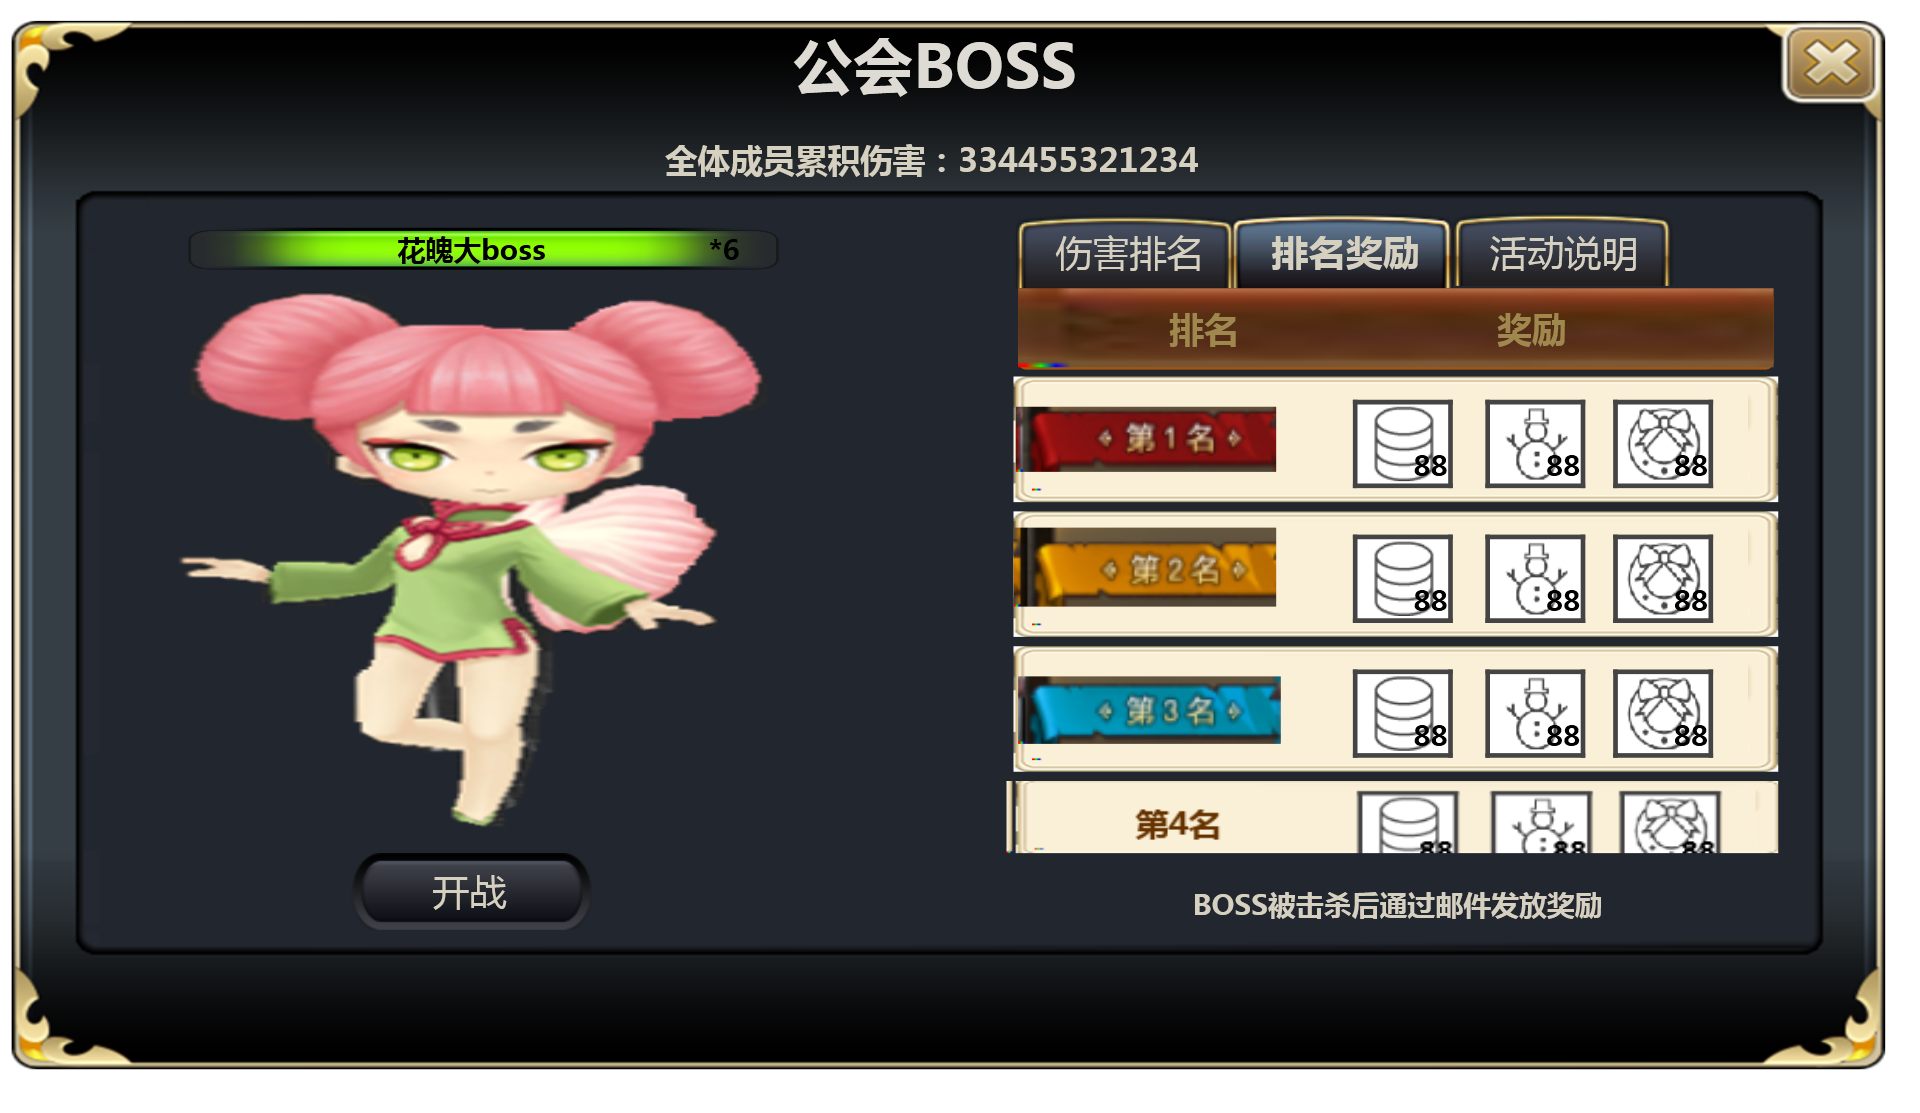 公会BOSS
全体成员累积伤害：334455321234
花魄大boss *6
伤害排名 排名奖励 活动说明
排名 奖励
第1名 88 88 88
第2名 88 88 88
第3名 88 88 88
第4名 88 88 88
开战
BOSS被击杀后通过邮件发放奖励